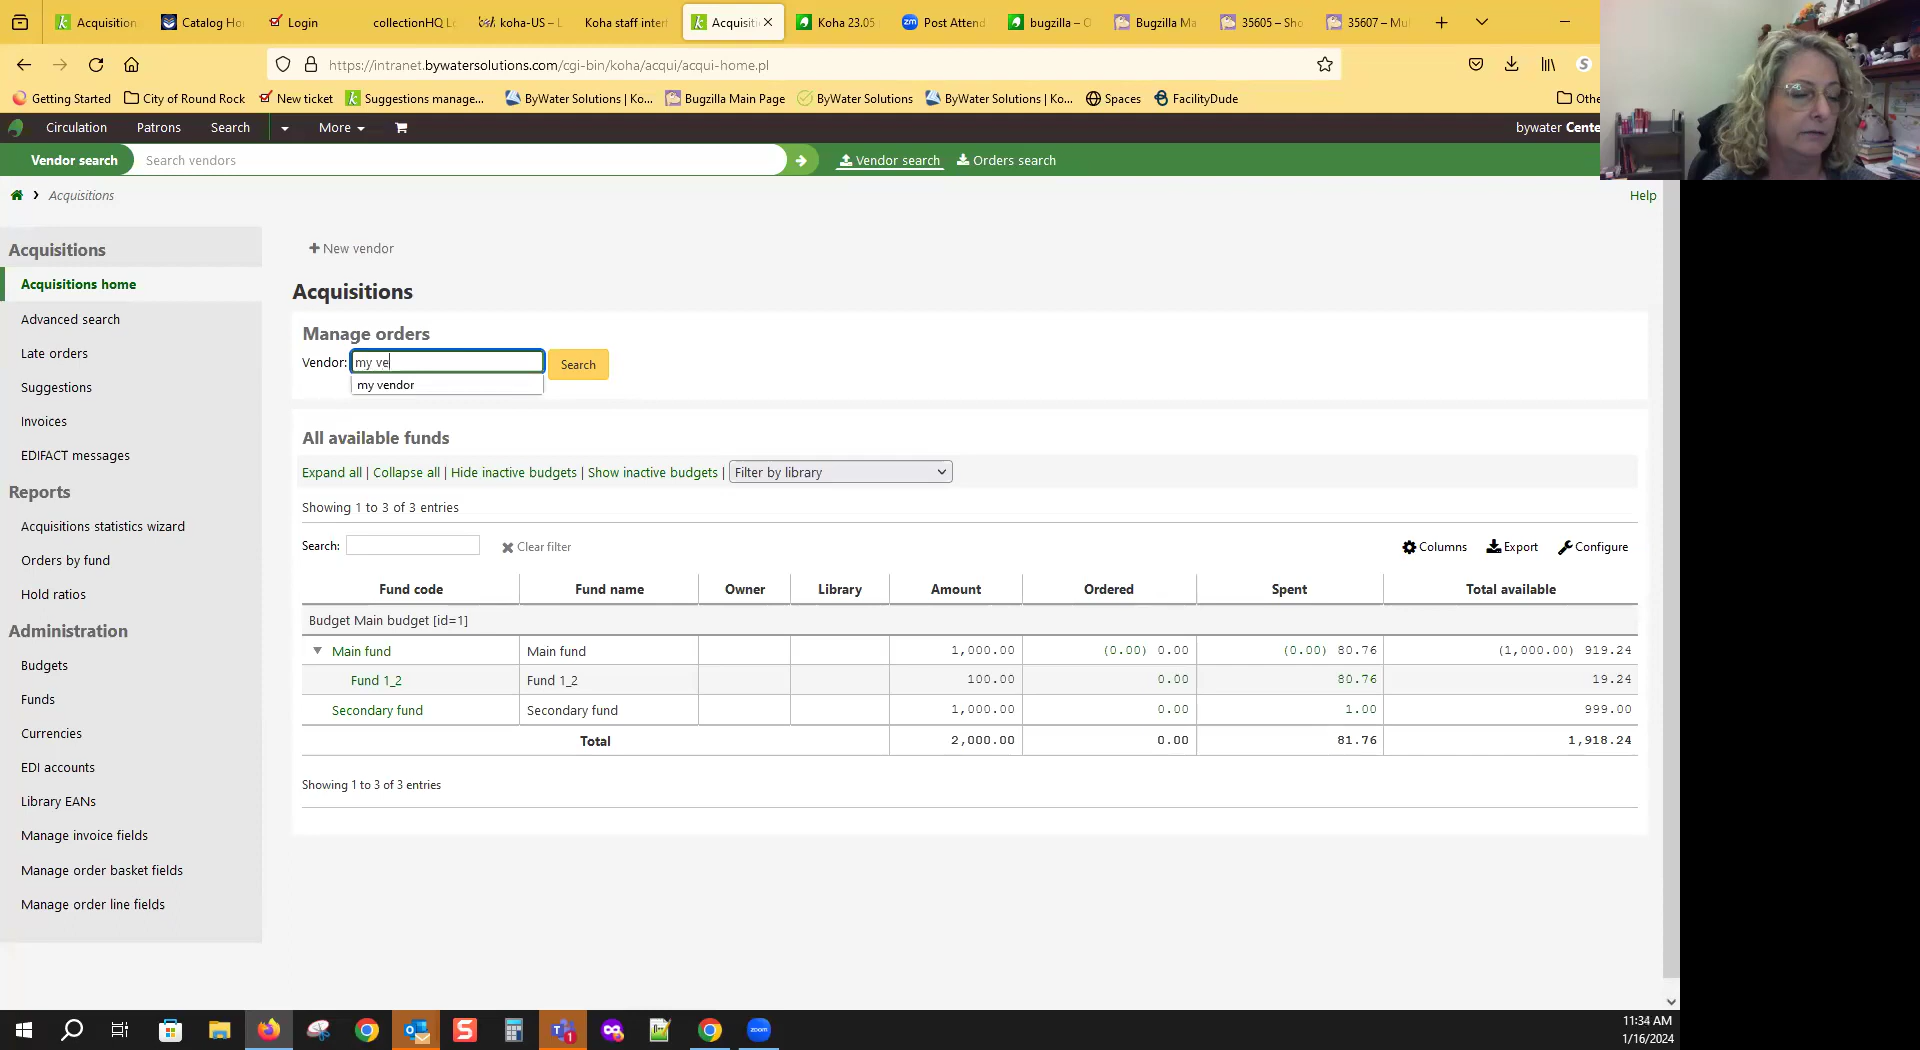 Acquisition
Catalog Ho
Login
collectionHQ Lo
koha-US – L
Koha staff interf
Acquisiti
Koha 23.05
Post Attend
bugzilla – O
Bugzilla Ma
35605 – Sho
35607 – Mul
https://intranet.bywatersolutions.com/cgi-bin/koha/acqui/acqui-home.pl
Getting Started
City of Round Rock
New ticket
Suggestions manage...
ByWater Solutions | Ko...
Bugzilla Main Page
ByWater Solutions
ByWater Solutions | Ko...
Spaces
FacilityDude
Othe
Circulation
Patrons
Search
More
bywater Cente
Vendor search
Search vendors
Vendor search
Orders search
Acquisitions
Help
Acquisitions
Acquisitions home
Advanced search
Late orders
Suggestions
Invoices
EDIFACT messages
Reports
Acquisitions statistics wizard
Orders by fund
Hold ratios
Administration
Budgets
Funds
Currencies
EDI accounts
Library EANs
Manage invoice fields
Manage order basket fields
Manage order line fields
New vendor
Acquisitions
Manage orders
Vendor: my ve Search
my vendor
All available funds
Expand all | Collapse all | Hide inactive budgets | Show inactive budgets | Filter by library
Showing 1 to 3 of 3 entries
Search: Clear filter Columns Export Configure
Fund code Fund name Owner Library Amount Ordered Spent Total available
Budget Main budget [id=1]
Main fund Main fund 1,000.00 (0.00) 0.00 (0.00) 80.76 (1,000.00) 919.24
Fund 1_2 Fund 1_2 100.00 0.00 80.76 19.24
Secondary fund Secondary fund 1,000.00 0.00 1.00 999.00
Total 2,000.00 0.00 81.76 1,918.24
Showing 1 to 3 of 3 entries
zoom
11:34 AM
1/16/2024